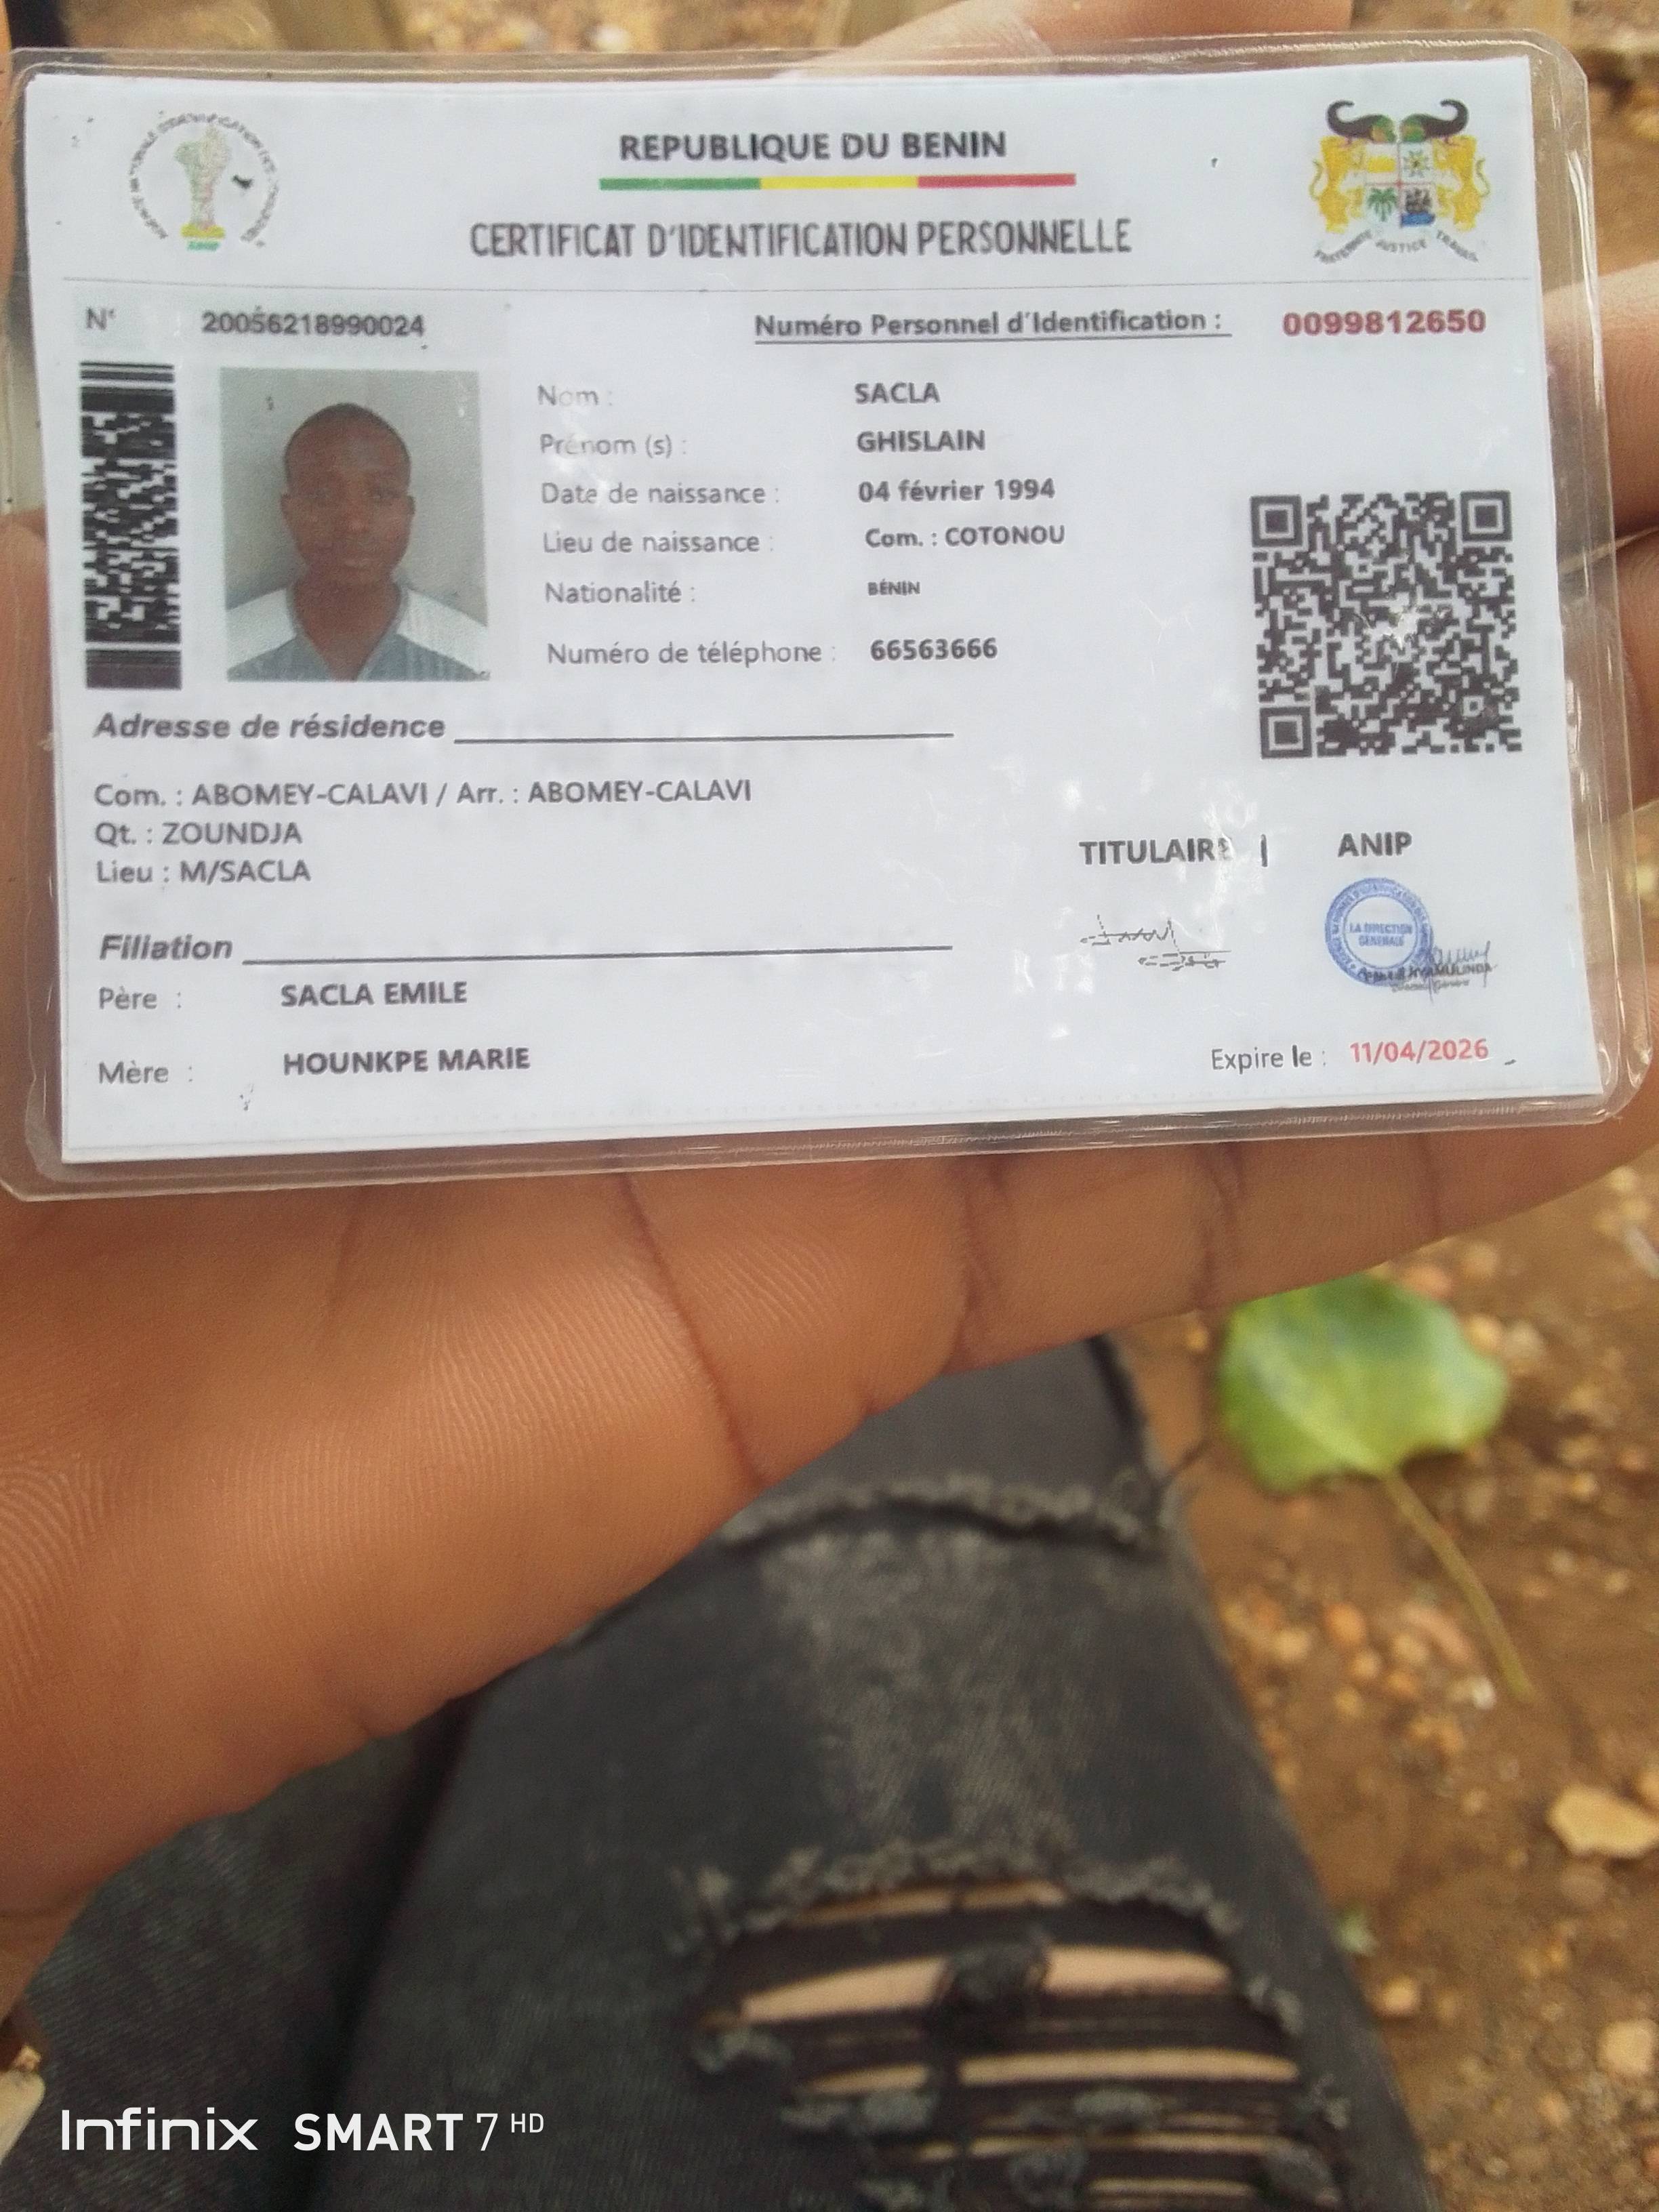 REPUBLIQUE DU BENIN
CERTIFICAT D'IDENTIFICATION PERSONNELLE
FRATERNITE JUSTICE TRAVAIL
N° 20056218990024
Numéro Personnel d'Identification : 0099812650
Nom : SACLA
Prénom (s) : GHISLAIN
Date de naissance : 04 février 1994
Lieu de naissance : Com. : COTONOU
Nationalité : BÉNIN
Numéro de téléphone : 66563666
Adresse de résidence
Com. : ABOMEY-CALAVI / Arr. : ABOMEY-CALAVI
Qt. : ZOUNDJA
Lieu : M/SACLA
TITULAIRE | ANIP
LA DIRECTION
GENERALE
Filiation
Père : SACLA EMILE
Mère : HOUNKPE MARIE
Expire le : 11/04/2026
Infinix SMART 7 HD